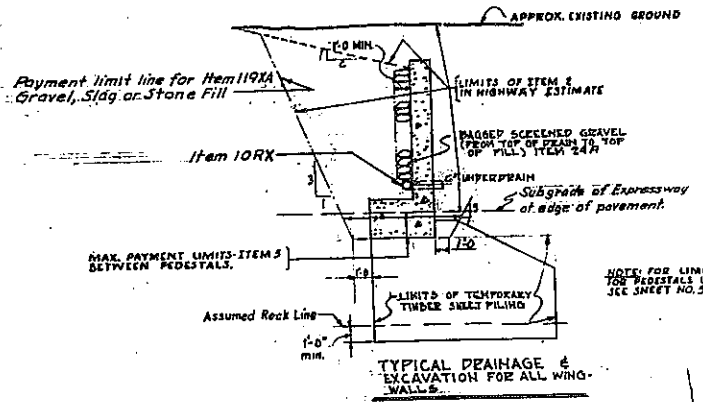 APPROX. EXISTING GROUND
1'-0 MIN.
Payment limit line for Item 119XA
Gravel, Slag or Stone Fill
LIMITS OF ITEM 2
IN HIGHWAY ESTIMATE
BAGGED SCREENED GRAVEL
(FROM TOP OF DRAIN TO TOP
OF FILL) ITEM 24A
Item 10RX
6" UNDERDRAIN
3
1
Subgrade of Expressway
at edge of pavement.
MAX. PAYMENT LIMITS-ITEM 5
BETWEEN PEDESTALS.
1'-0"
1'-0
NOTE: FOR
FOR PEDESTALS
SEE SHEET NO. 5
LIMITS OF TEMPORARY
TIMBER SHEET PILING
Assumed Rock Line
1'-0"
min.
TYPICAL DRAINAGE &
EXCAVATION FOR ALL WING-
WALLS